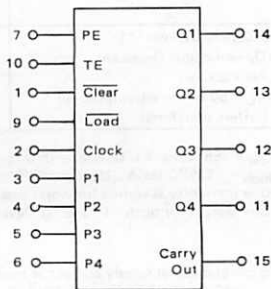 7 PE Q1 14
10 TE
1 Clear Q2 13
9 Load
2 Clock Q3 12
3 P1
4 P2 Q4 11
5 P3
6 P4 Carry Out 15